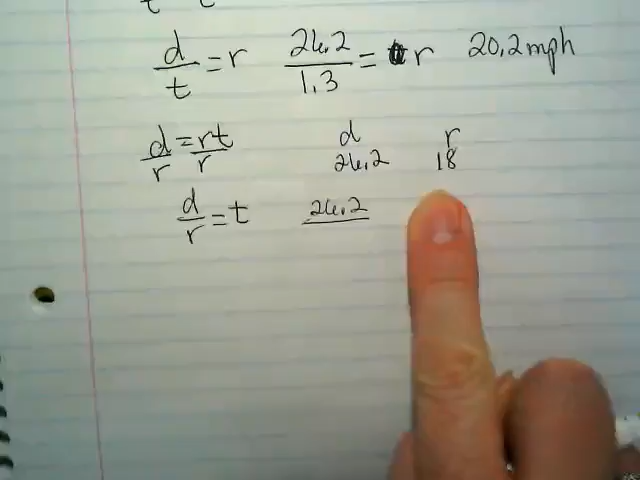 d/t = r 26.2/1.3 = r 20.2 mph
d/r = rt/r d r
26.2 18
d/r = t 26.2